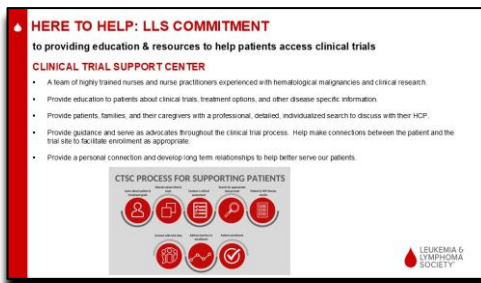 HERE TO HELP: LLS COMMITMENT
to providing education & resources to help patients access clinical trials
CLINICAL TRIAL SUPPORT CENTER
• A team of highly trained nurses and nurse practitioners experienced with hematological malignancies and clinical research.
• Provide education to patients about clinical trials, treatment options, and other disease specific information.
• Provide patients, families, and their caregivers with a professional, detailed, individualized search to discuss with their HCP.
• Provide guidance and serve as advocates throughout the clinical trial process. Help make connections between the patient and the
trial site to facilitate enrollment as appropriate.
• Provide a personal connection and develop long term relationships to help better serve our patients.
CTSC PROCESS FOR SUPPORTING PATIENTS
LEUKEMIA &
LYMPHOMA
SOCIETY